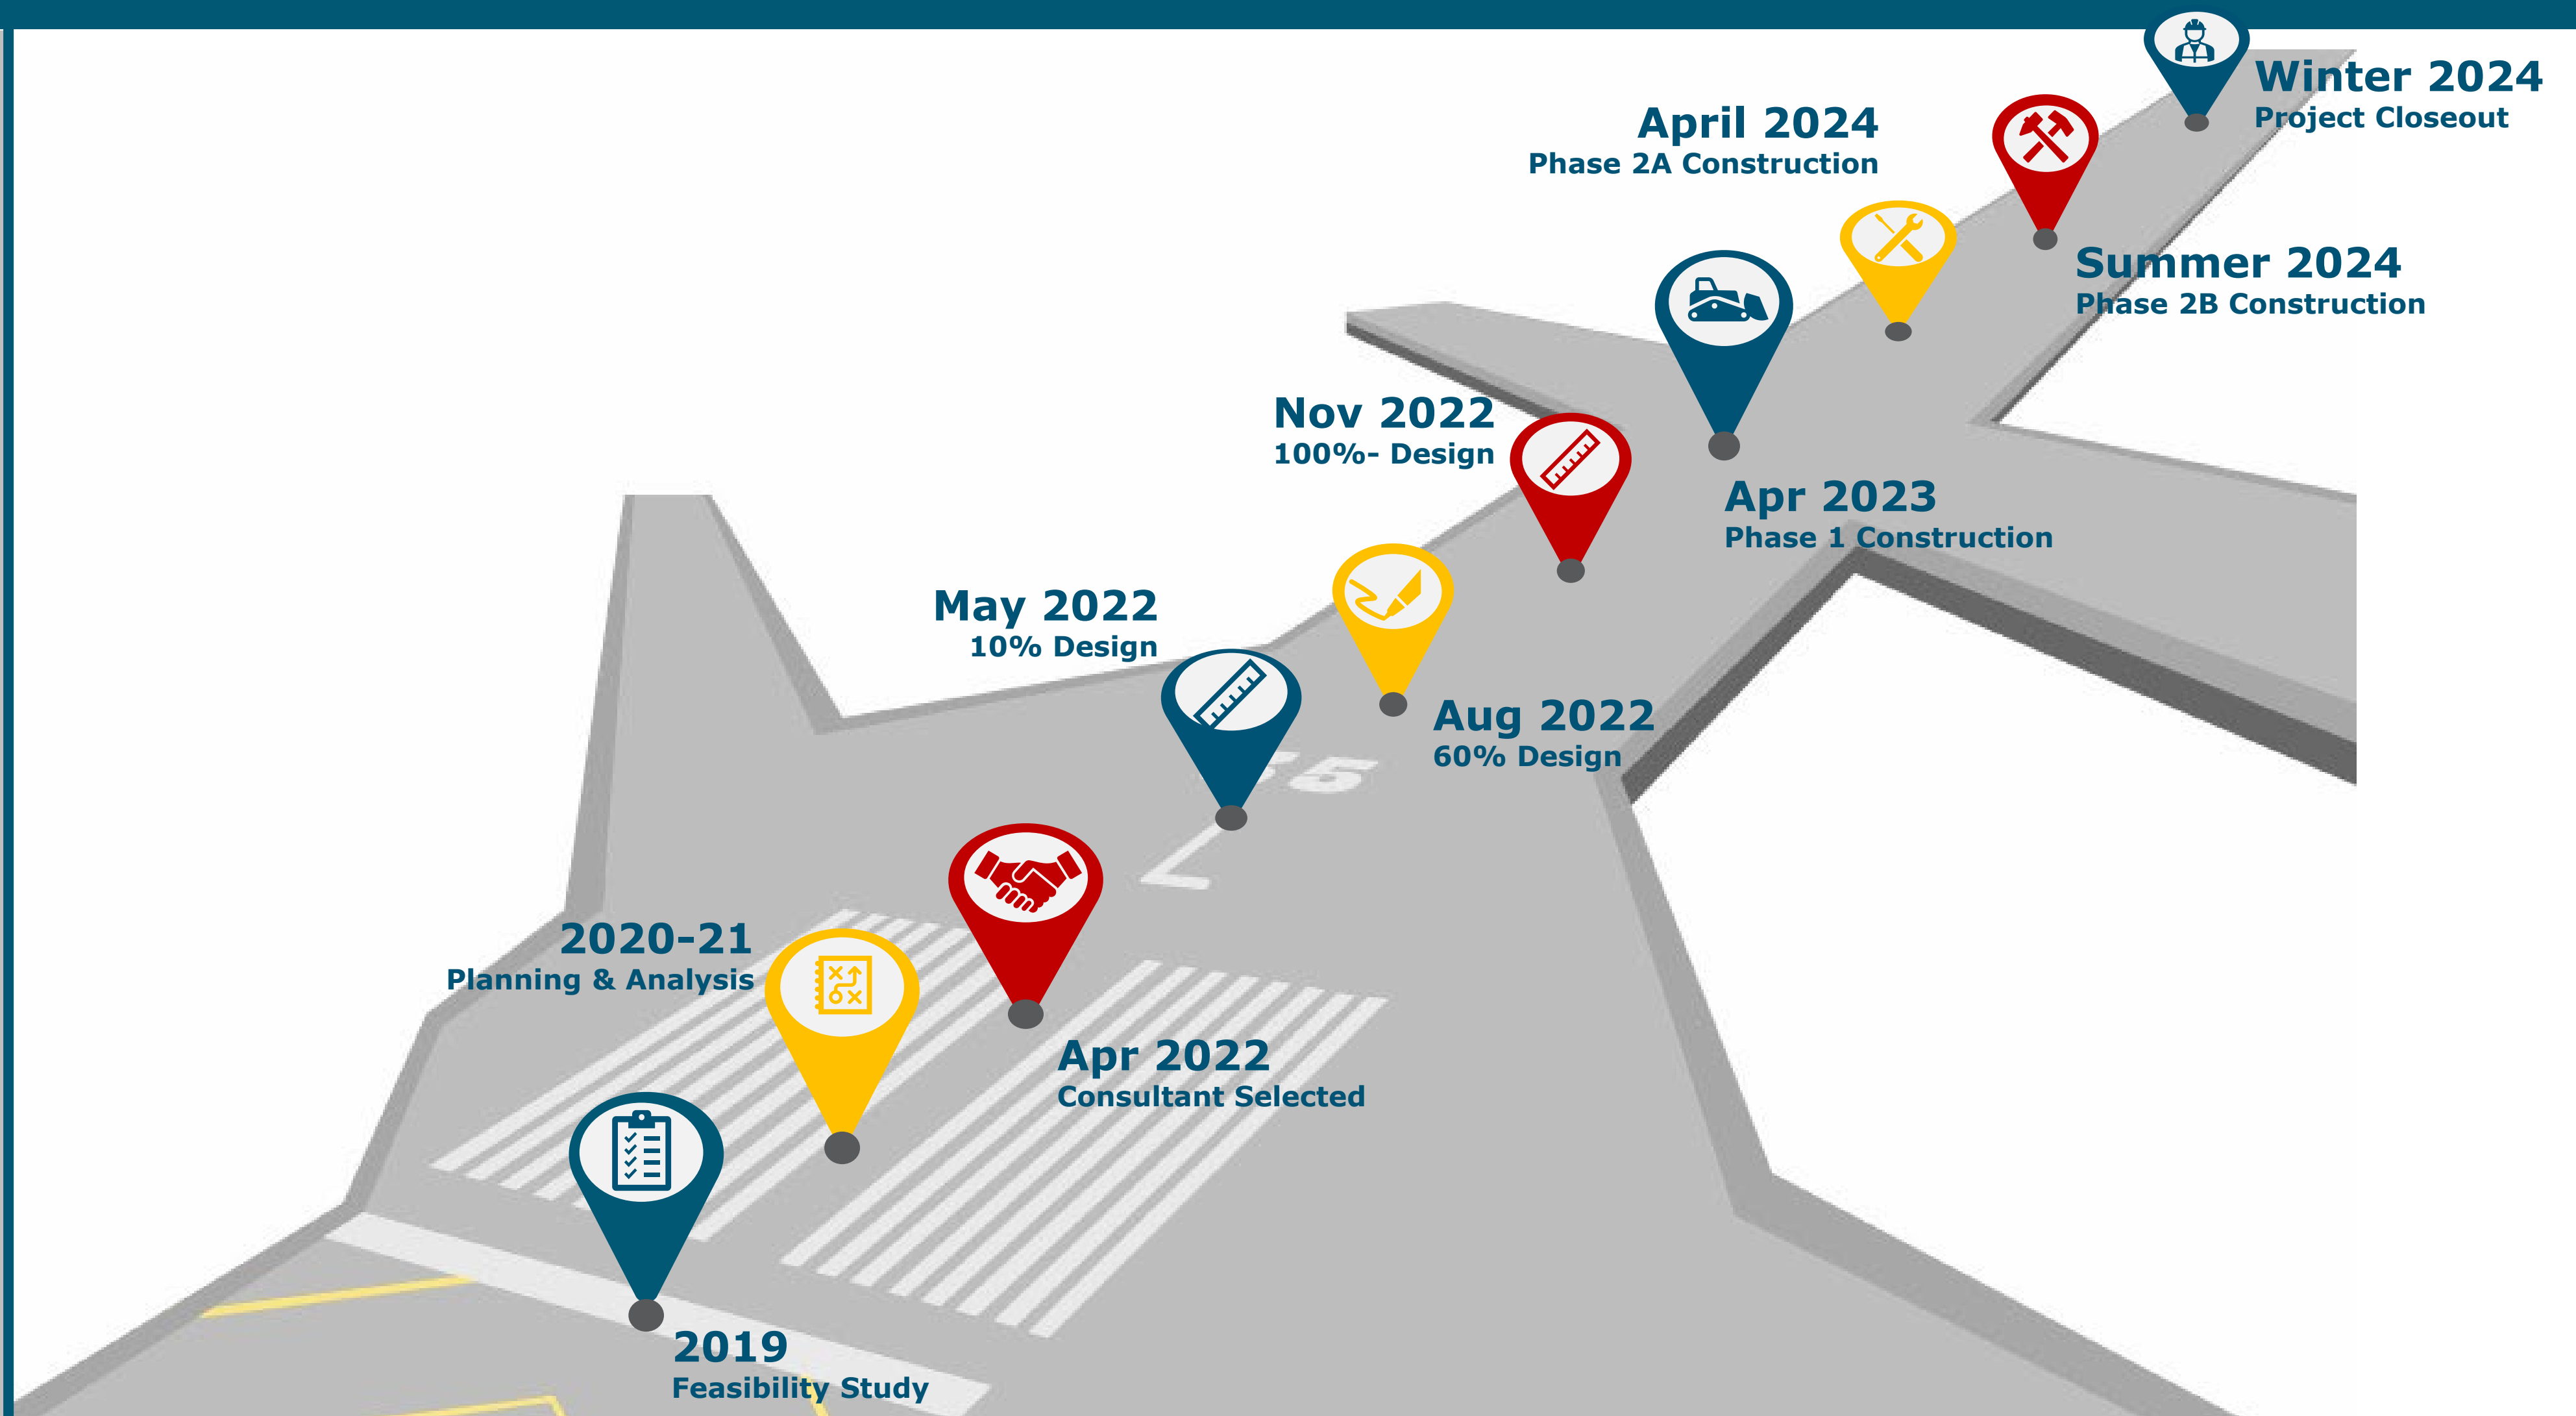 Winter 2024
Project Closeout
April 2024
Phase 2A Construction
Summer 2024
Phase 2B Construction
Nov 2022
100%- Design
Apr 2023
Phase 1 Construction
May 2022
10% Design
Aug 2022
60% Design
5
L
2020-21
Planning & Analysis
Apr 2022
Consultant Selected
2019
Feasibility Study